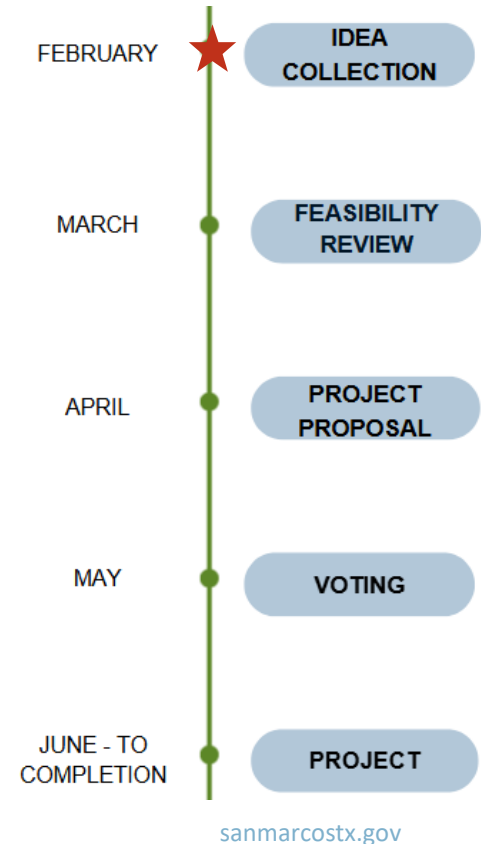 FEBRUARY
IDEA
COLLECTION
MARCH
FEASIBILITY
REVIEW
APRIL
PROJECT
PROPOSAL
MAY
VOTING
JUNE - TO
COMPLETION
PROJECT
sanmarcostx.gov